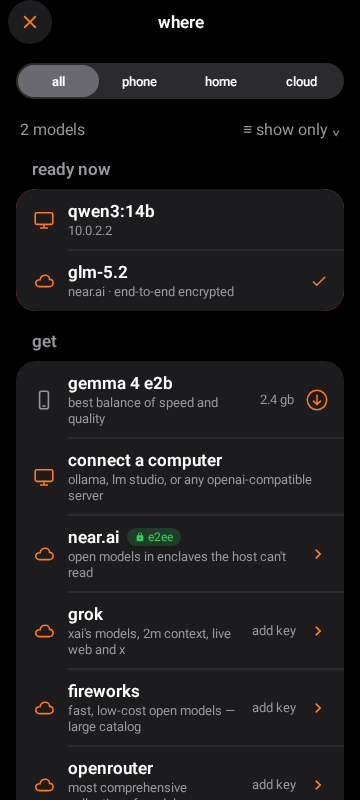 where
all
phone
home
cloud
2 models
≡ show only ⌄
ready now
qwen3:14b
10.0.2.2
glm-5.2
near.ai · end-to-end encrypted
get
gemma 4 e2b
best balance of speed and
quality
2.4 gb
connect a computer
ollama, lm studio, or any openai-compatible
server
near.ai
e2ee
open models in enclaves the host can't
read
grok
xai's models, 2m context, live
web and x
add key
fireworks
fast, low-cost open models —
large catalog
add key
openrouter
most comprehensive
add key